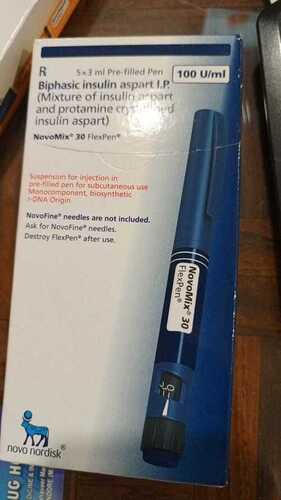 Rx
5×3 ml Pre-filled Pen
100 U/ml
Biphasic insulin aspart I.P.
(Mixture of insulin aspart
and protamine crystallised
insulin aspart)
NovoMix® 30 FlexPen®
Suspension for injection in
pre-filled pen for subcutaneous use
Monocomponent, biosynthetic
r-DNA Origin
NovoFine® needles are not included.
Ask for NovoFine® needles.
Destroy FlexPen® after use.
NovoMix® 30
FlexPen®
novo nordisk®
UG H